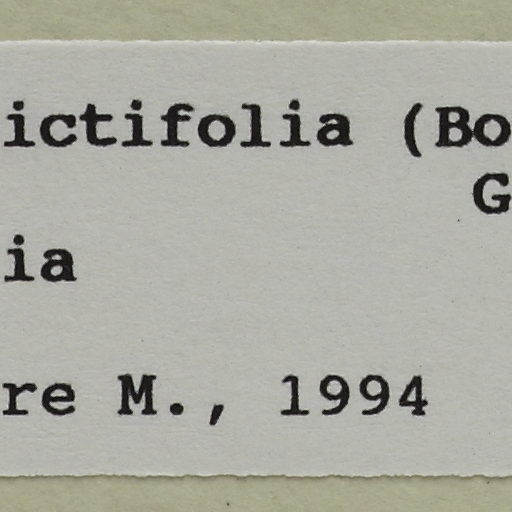 ictifolia (Bo
G
ia
re M., 1994